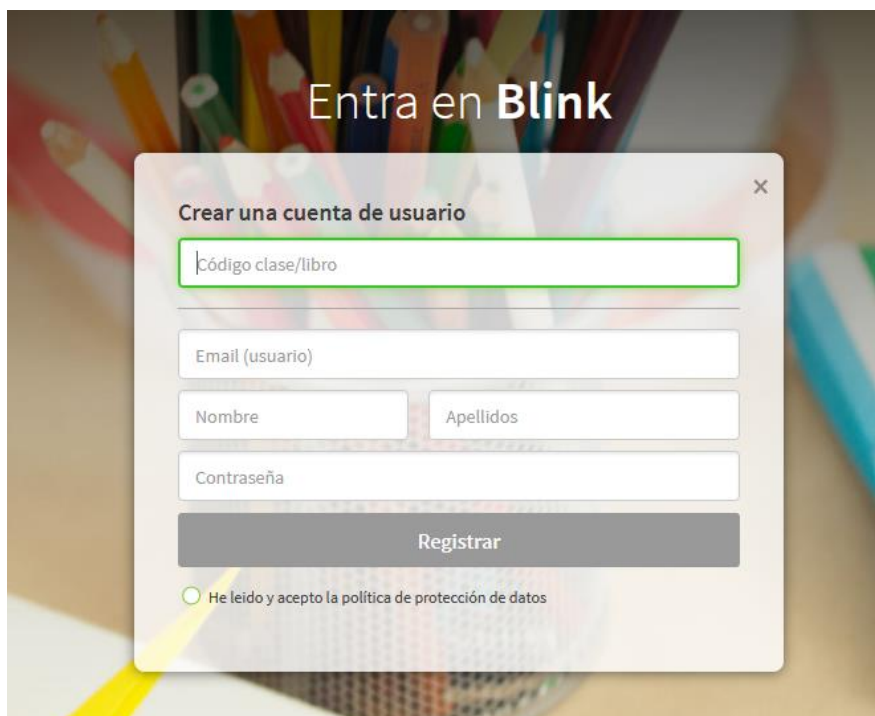 Entra en Blink
×
Crear una cuenta de usuario
Código clase/libro
Email (usuario)
Nombre Apellidos
Contraseña
Registrar
He leido y acepto la política de protección de datos